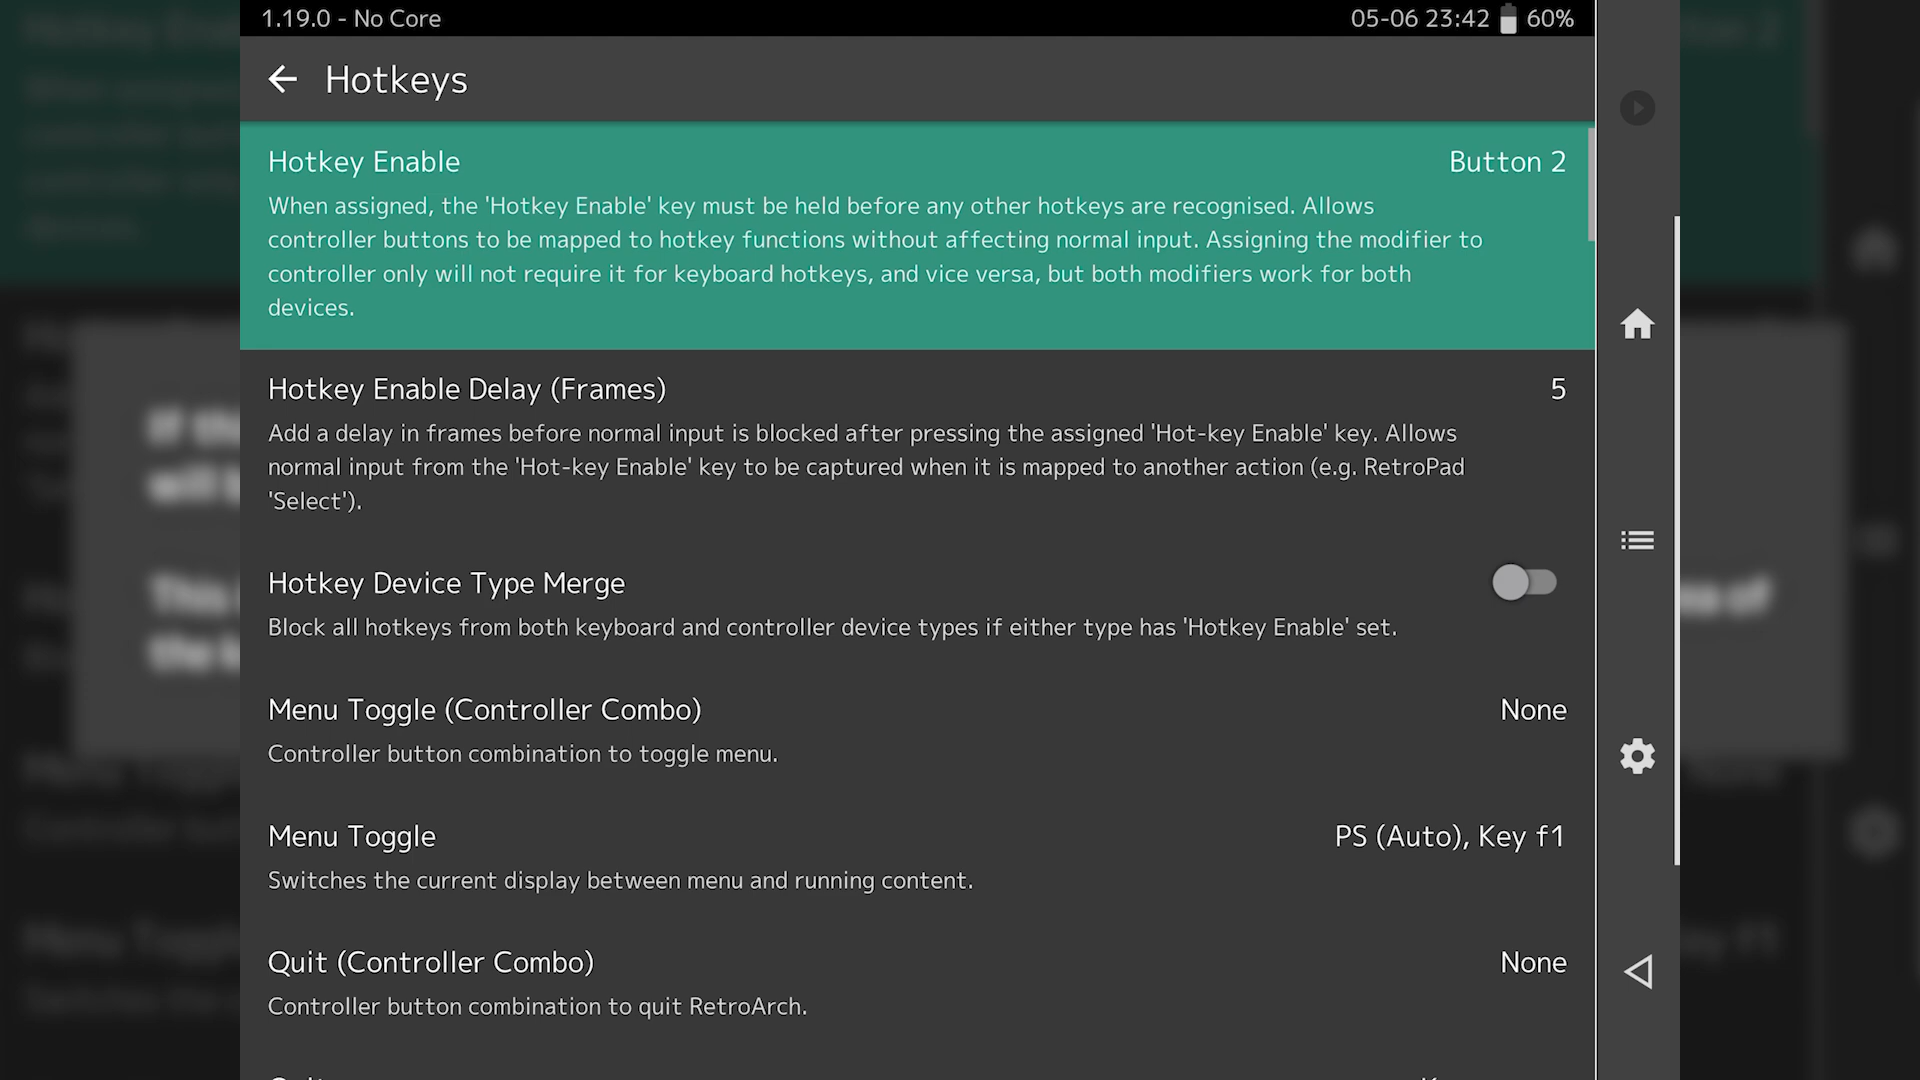 1.19.0 - No Core
05-06 23:42
60%
Hotkeys
Hotkey Enable
Button 2
When assigned, the 'Hotkey Enable' key must be held before any other hotkeys are recognised. Allows
controller buttons to be mapped to hotkey functions without affecting normal input. Assigning the modifier to
controller only will not require it for keyboard hotkeys, and vice versa, but both modifiers work for both
devices.
Hotkey Enable Delay (Frames)
5
Add a delay in frames before normal input is blocked after pressing the assigned 'Hot-key Enable' key. Allows
normal input from the 'Hot-key Enable' key to be captured when it is mapped to another action (e.g. RetroPad
'Select').
Hotkey Device Type Merge
Block all hotkeys from both keyboard and controller device types if either type has 'Hotkey Enable' set.
Menu Toggle (Controller Combo)
None
Controller button combination to toggle menu.
Menu Toggle
PS (Auto), Key f1
Switches the current display between menu and running content.
Quit (Controller Combo)
None
Controller button combination to quit RetroArch.